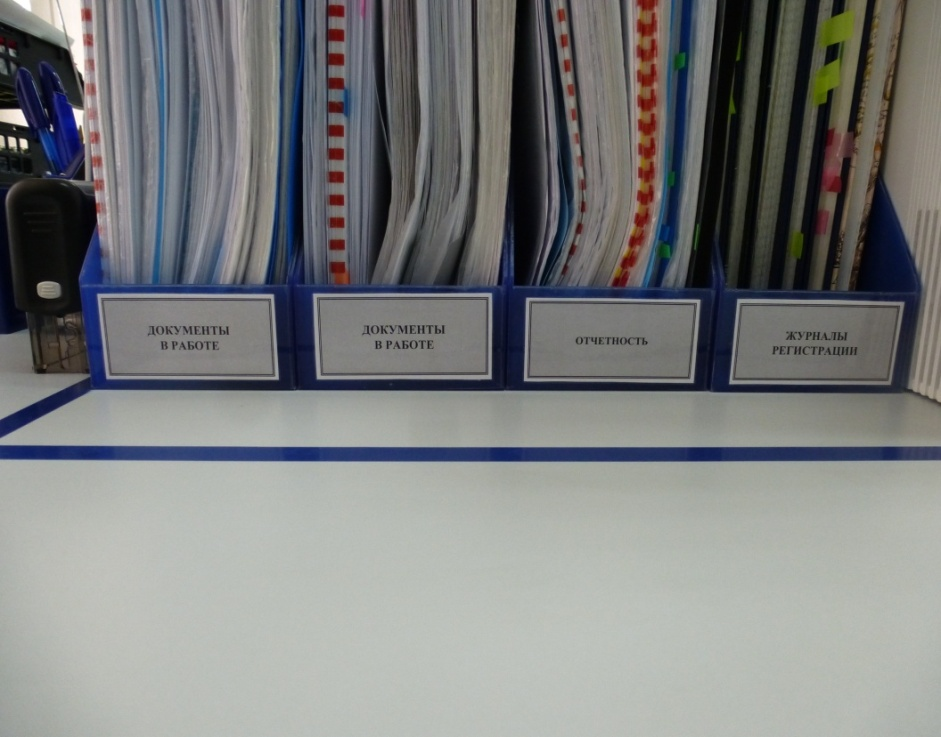 ДОКУМЕНТЫ
В РАБОТЕ
ДОКУМЕНТЫ
В РАБОТЕ
ОТЧЕТНОСТЬ
ЖУРНАЛЫ
РЕГИСТРАЦИИ